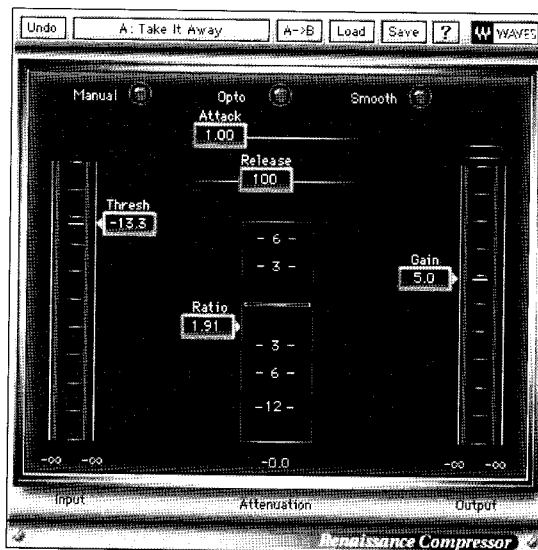 Undo A: Take It Away A->B Load Save ? WAVES
Manual Opto Smooth
Attack
1.00
Release
100
Thresh
-13.3
- 6 -
- 3 -
Gain
5.0
Ratio
1.91
- 3 -
- 6 -
-12 -
-∞ -∞ -0.0 -∞ -∞
Input Attenuation Output
Renaissance Compressor